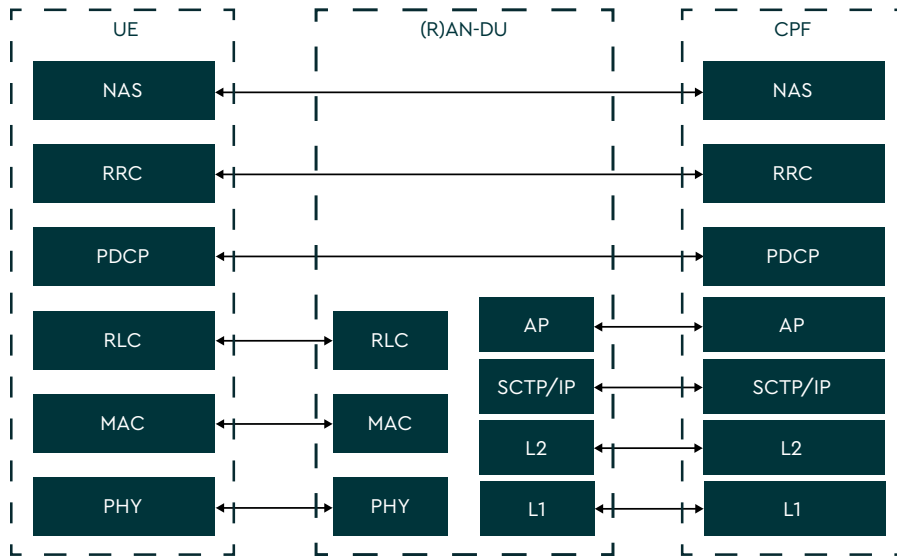 UE
(R)AN-DU
CPF
NAS
NAS
RRC
RRC
PDCP
PDCP
RLC
RLC
AP
AP
SCTP/IP
SCTP/IP
MAC
MAC
L2
L2
PHY
PHY
L1
L1